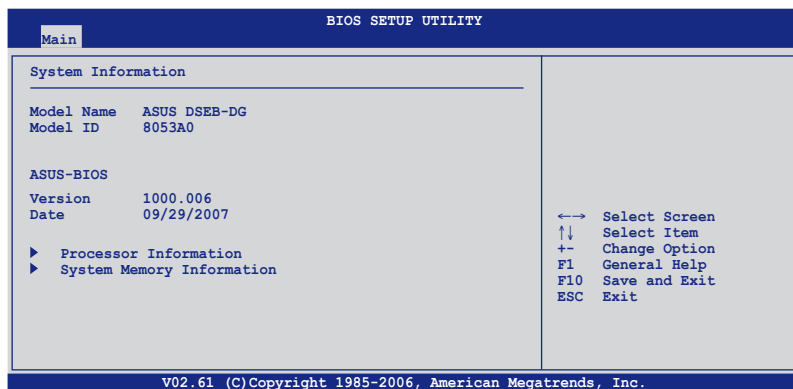 BIOS SETUP UTILITY
Main
System Information
Model Name ASUS DSEB-DG
Model ID 8053A0
ASUS-BIOS
Version 1000.006
Date 09/29/2007
Processor Information
System Memory Information
←→ Select Screen
↑↓ Select Item
+- Change Option
F1 General Help
F10 Save and Exit
ESC Exit
V02.61 (C)Copyright 1985-2006, American Megatrends, Inc.